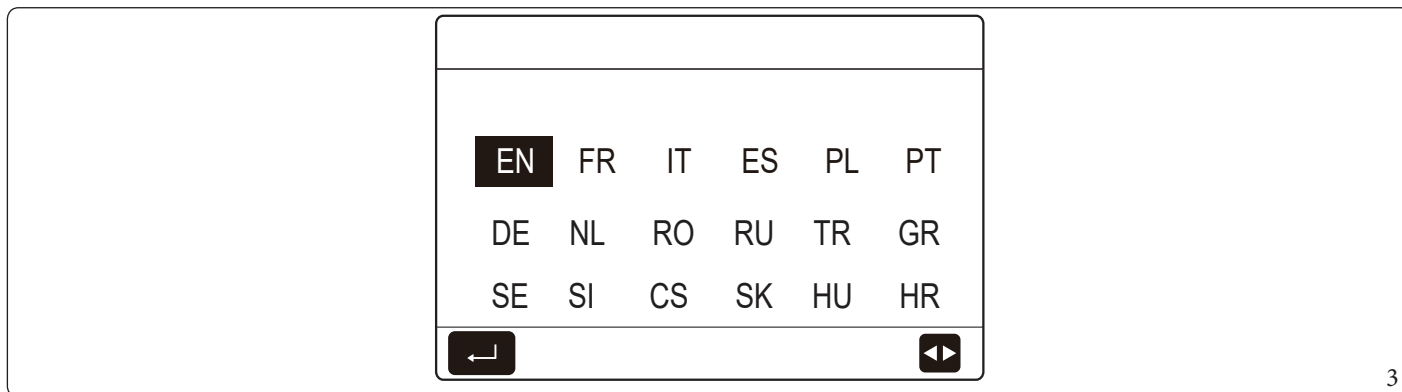 EN FR IT ES PL PT
DE NL RO RU TR GR
SE SI CS SK HU HR
3